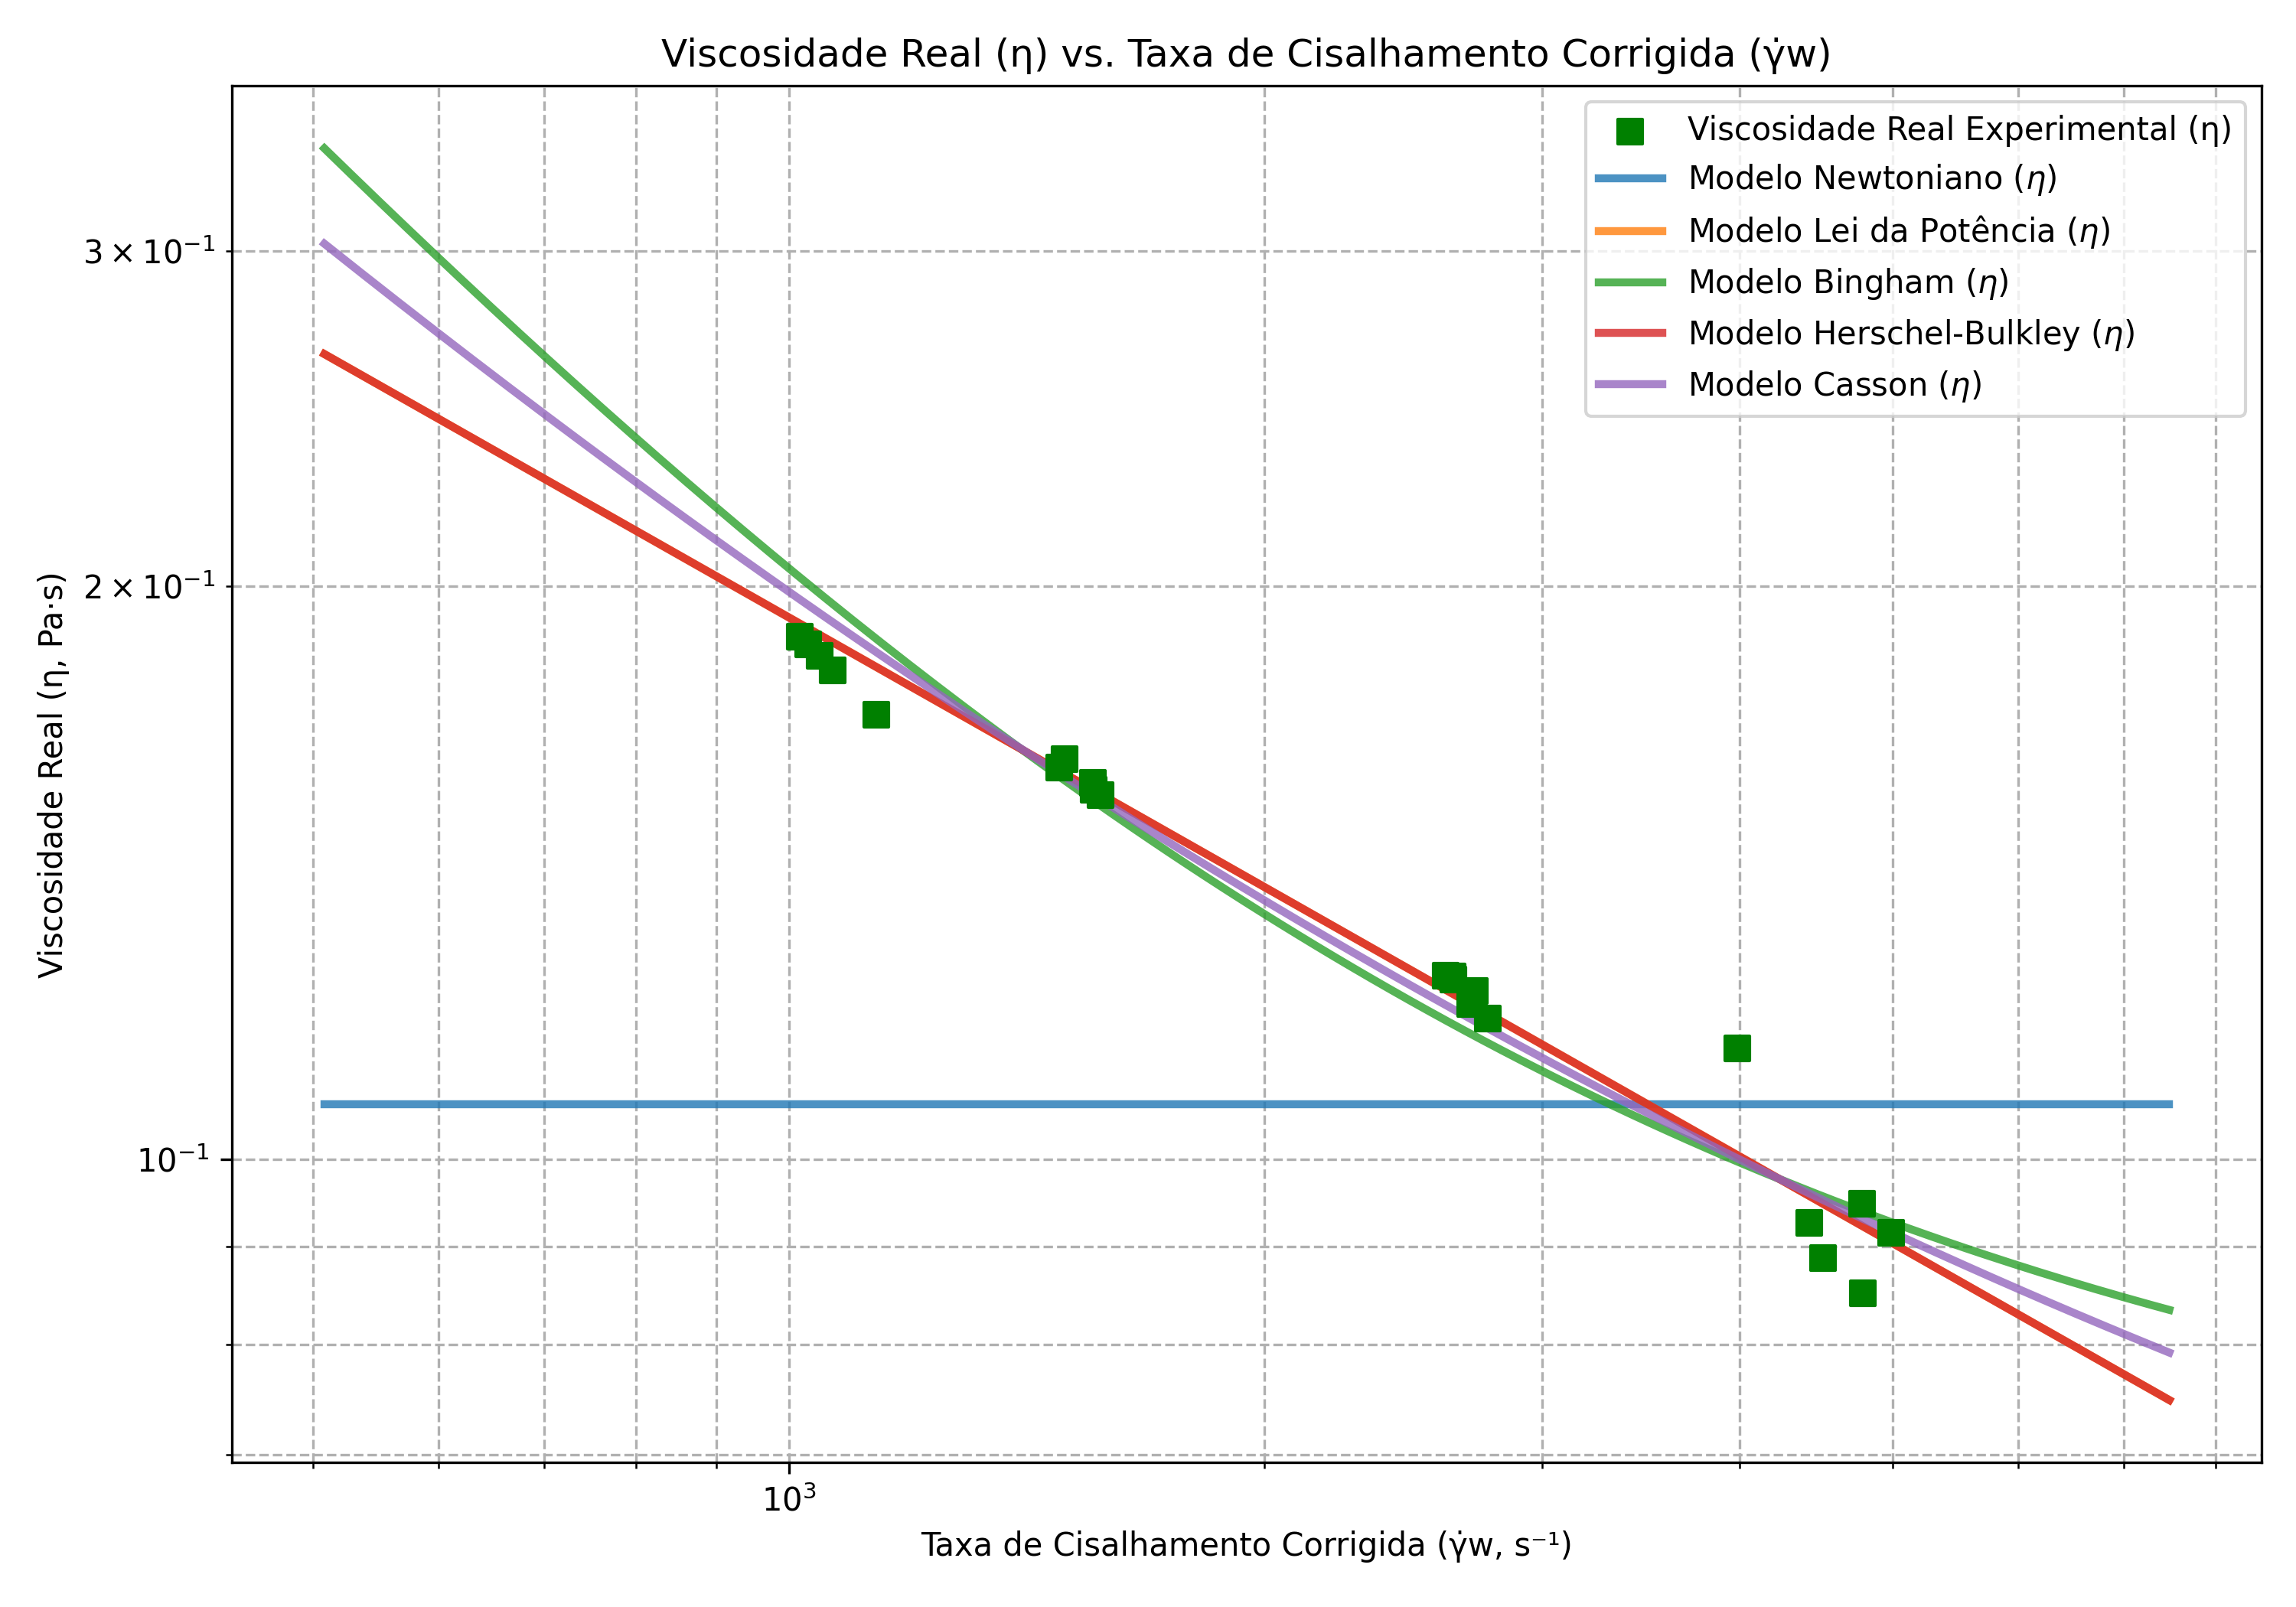 Viscosidade Real (η) vs. Taxa de Cisalhamento Corrigida (γ̇w)
Viscosidade Real Experimental (η)
Modelo Newtoniano (η)
Modelo Lei da Potência (η)
Modelo Bingham (η)
Modelo Herschel-Bulkley (η)
Modelo Casson (η)
Viscosidade Real (η, Pa·s)
3 × 10⁻¹
2 × 10⁻¹
10⁻¹
10³
Taxa de Cisalhamento Corrigida (γ̇w, s⁻¹)